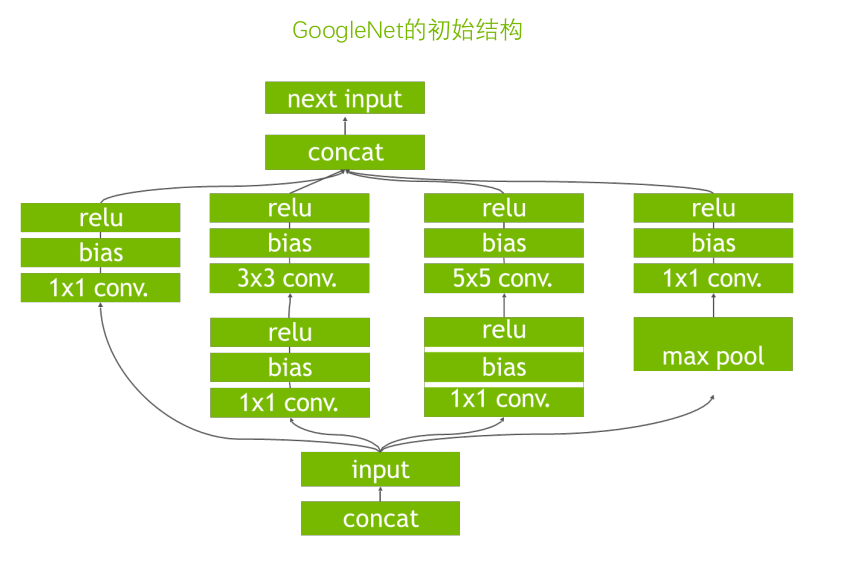 GoogleNet的初始结构
next input
concat
relu
bias
1x1 conv.
relu
bias
3x3 conv.
relu
bias
1x1 conv.
relu
bias
5x5 conv.
relu
bias
1x1 conv.
relu
bias
1x1 conv.
max pool
input
concat